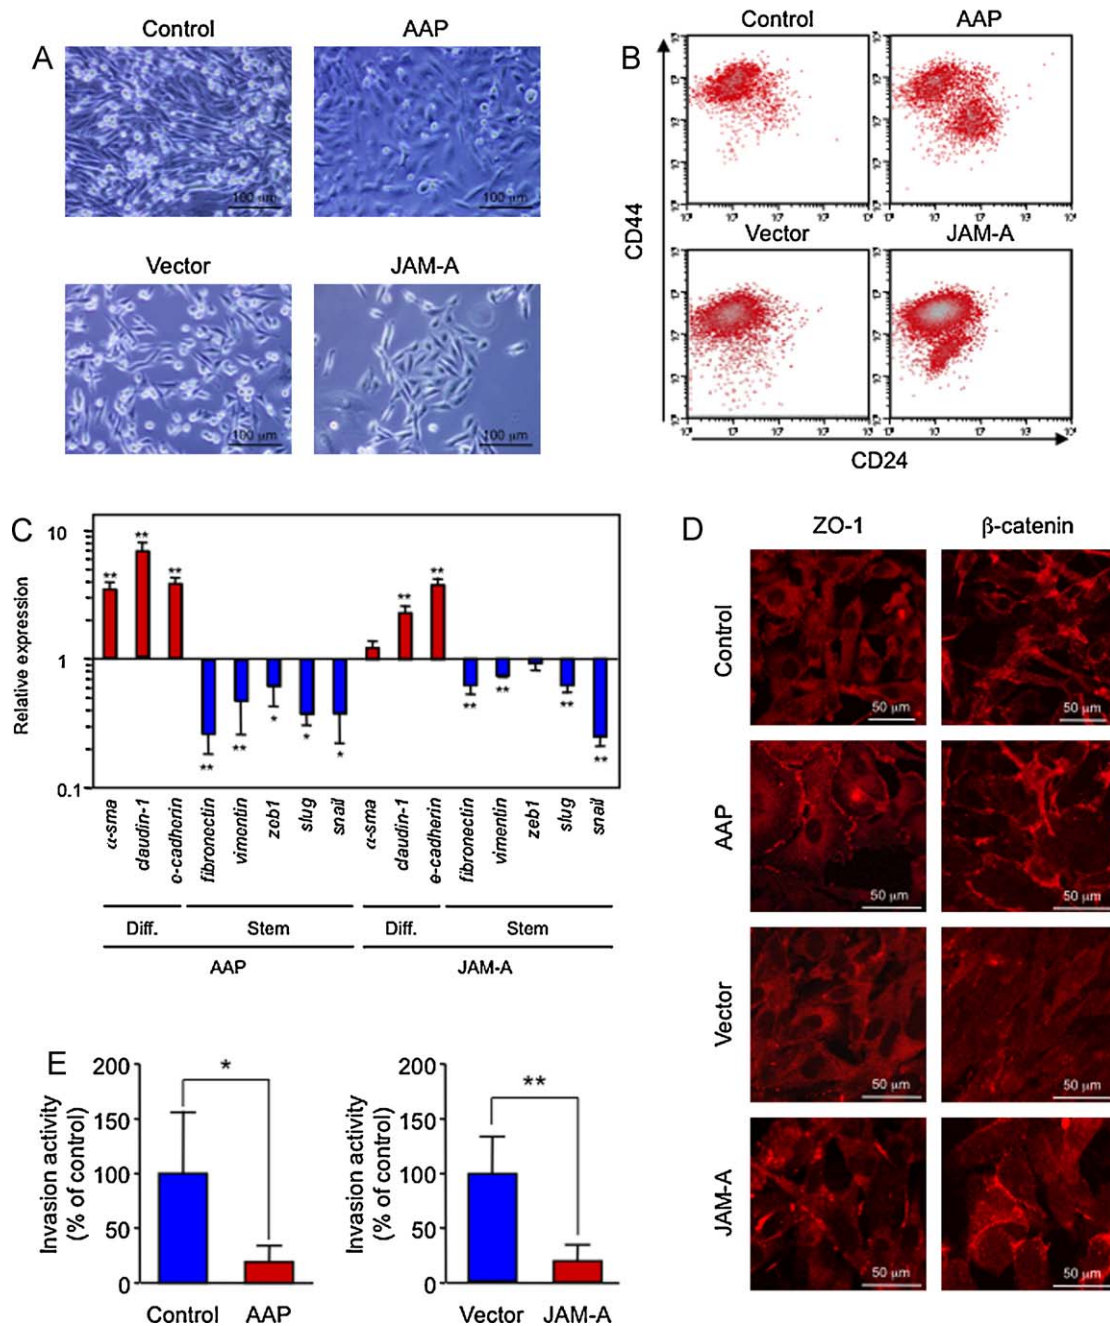 A
Control
AAP
100 μm
100 μm
Vector
JAM-A
100 μm
100 μm
B
Control
AAP
Vector
JAM-A
CD44
CD24
C
Relative expression
10
1
0.1
** ** ** ** ** * * * ** ** ** ** ** **
α-sma
claudin-1
e-cadherin
fibronectin
vimentin
zeb1
slug
snail
α-sma
claudin-1
e-cadherin
fibronectin
vimentin
zeb1
slug
snail
Diff.
Stem
Diff.
Stem
AAP
JAM-A
D
ZO-1
β-catenin
Control
50 μm
50 μm
AAP
50 μm
50 μm
Vector
50 μm
50 μm
JAM-A
50 μm
50 μm
E
Invasion activity
(% of control)
200
150
100
50
0
*
Control
AAP
Invasion activity
(% of control)
200
150
100
50
0
**
Vector
JAM-A